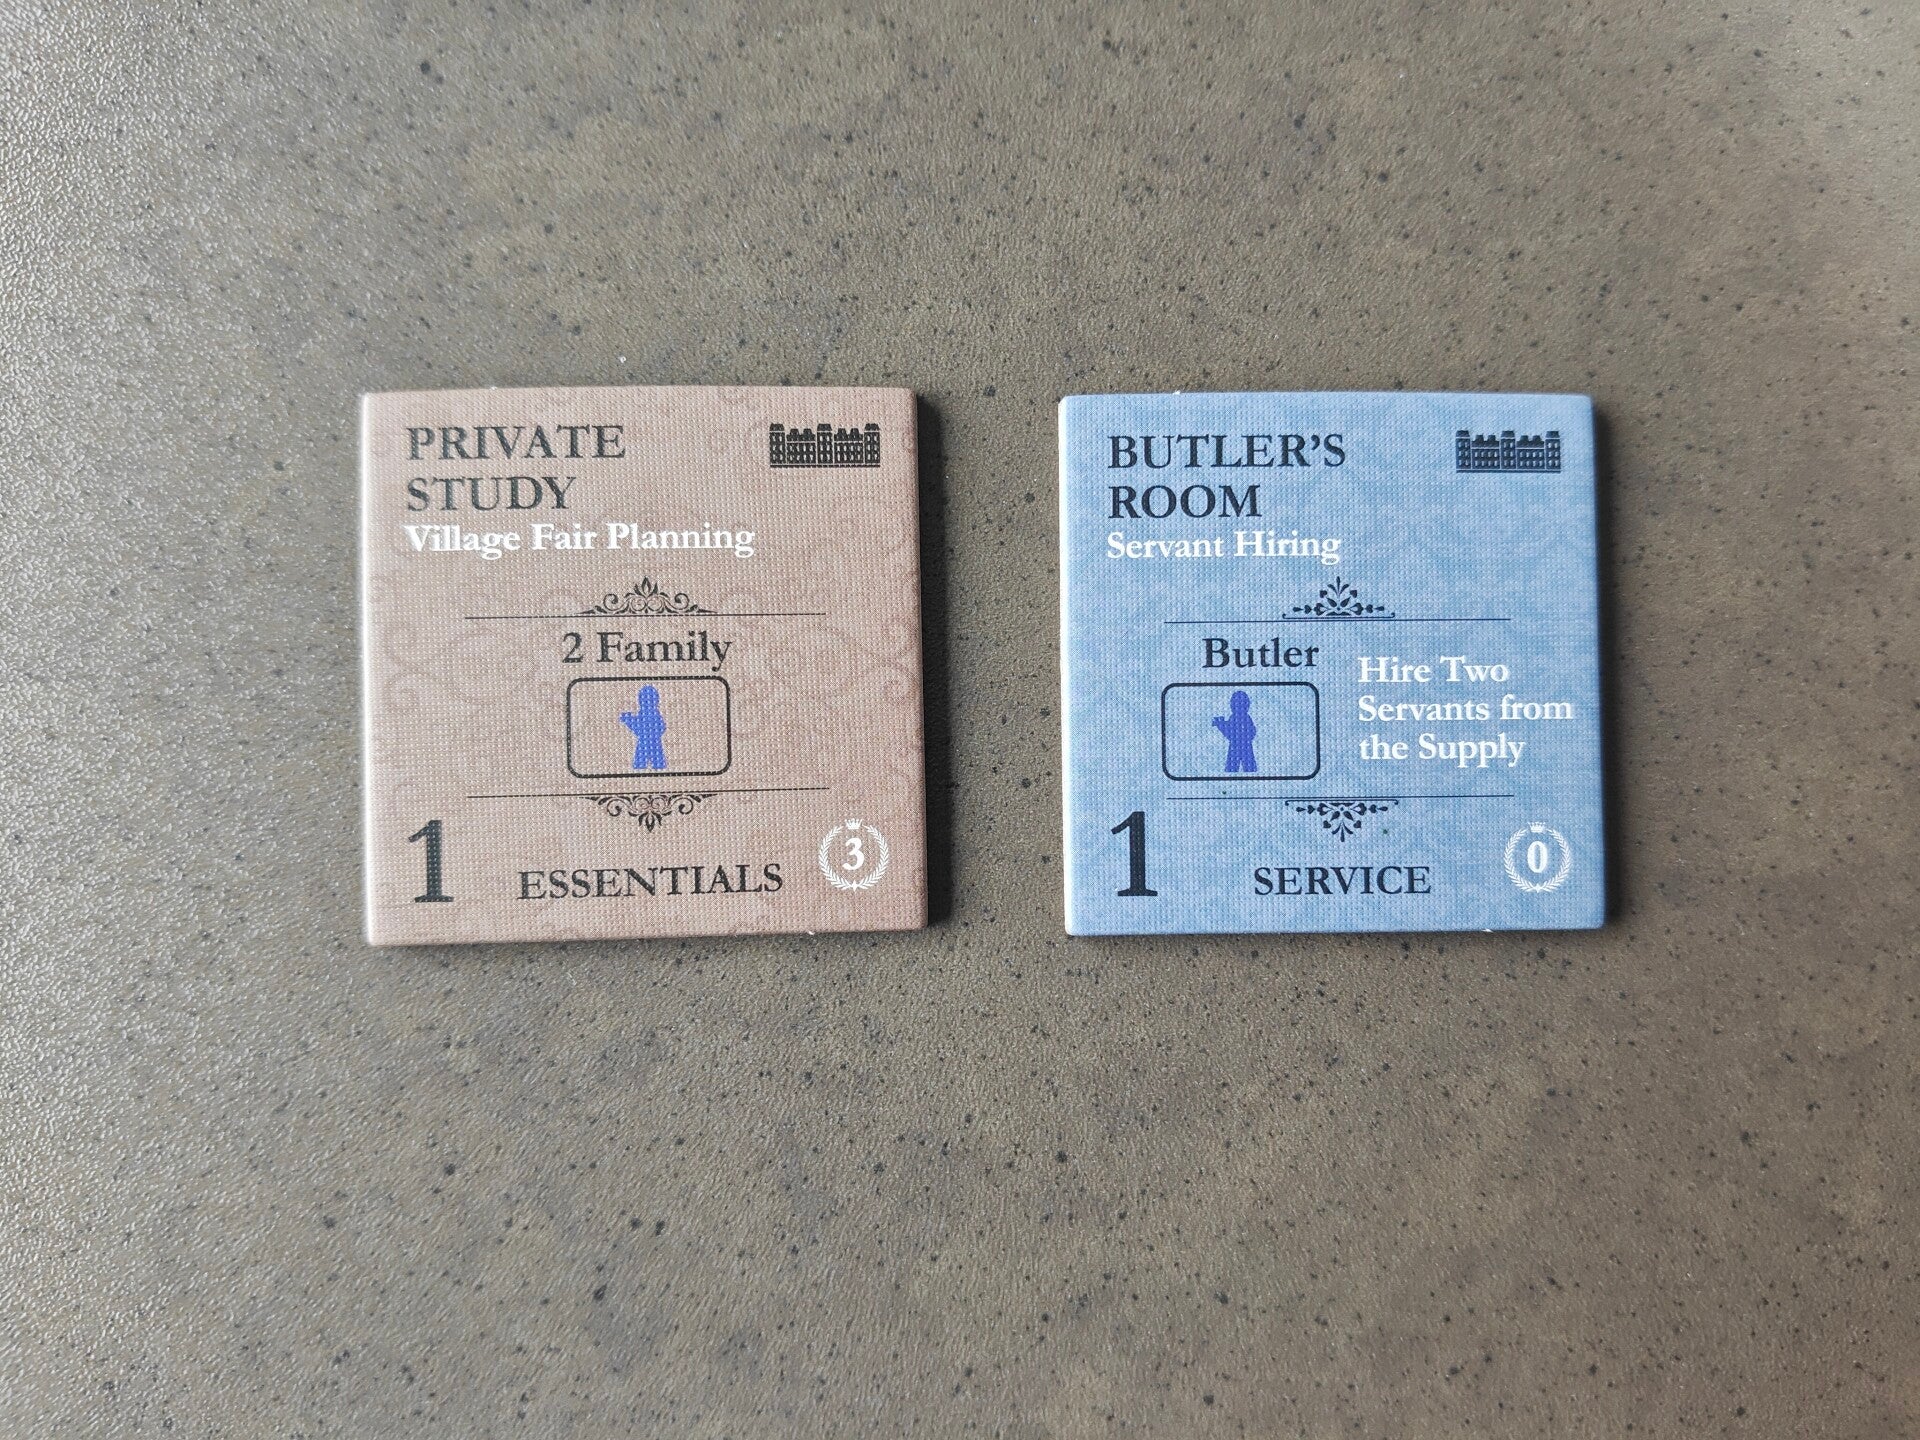 PRIVATE
STUDY
Village Fair Planning
2 Family
1
ESSENTIALS
3
BUTLER'S
ROOM
Servant Hiring
Butler
Hire Two
Servants from
the Supply
1
SERVICE
0